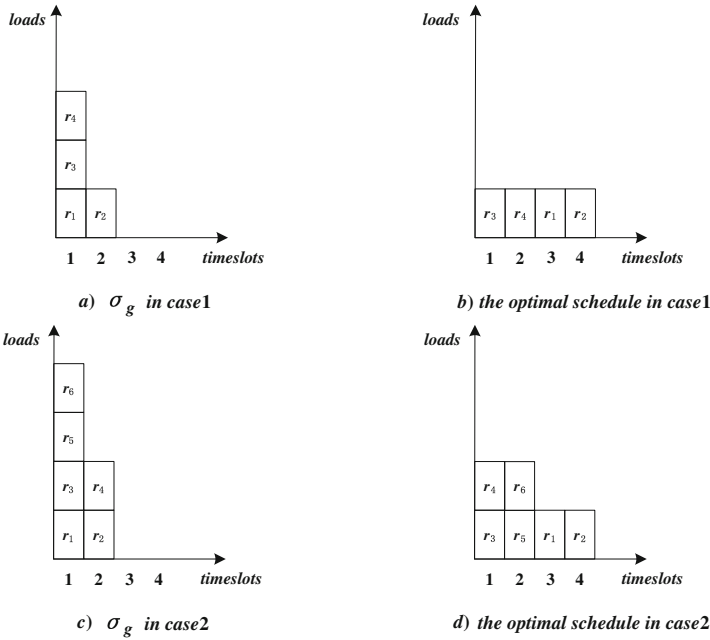 loads
loads
r₄
r₃
r₁ r₂
r₃ r₄ r₁ r₂
1 2 3 4 timeslots
1 2 3 4 timeslots
a) σ_g in case1
b) the optimal schedule in case1
loads
loads
r₆
r₅
r₃ r₄
r₄ r₆
r₁ r₂
r₃ r₅ r₁ r₂
1 2 3 4 timeslots
1 2 3 4 timeslots
c) σ_g in case2
d) the optimal schedule in case2